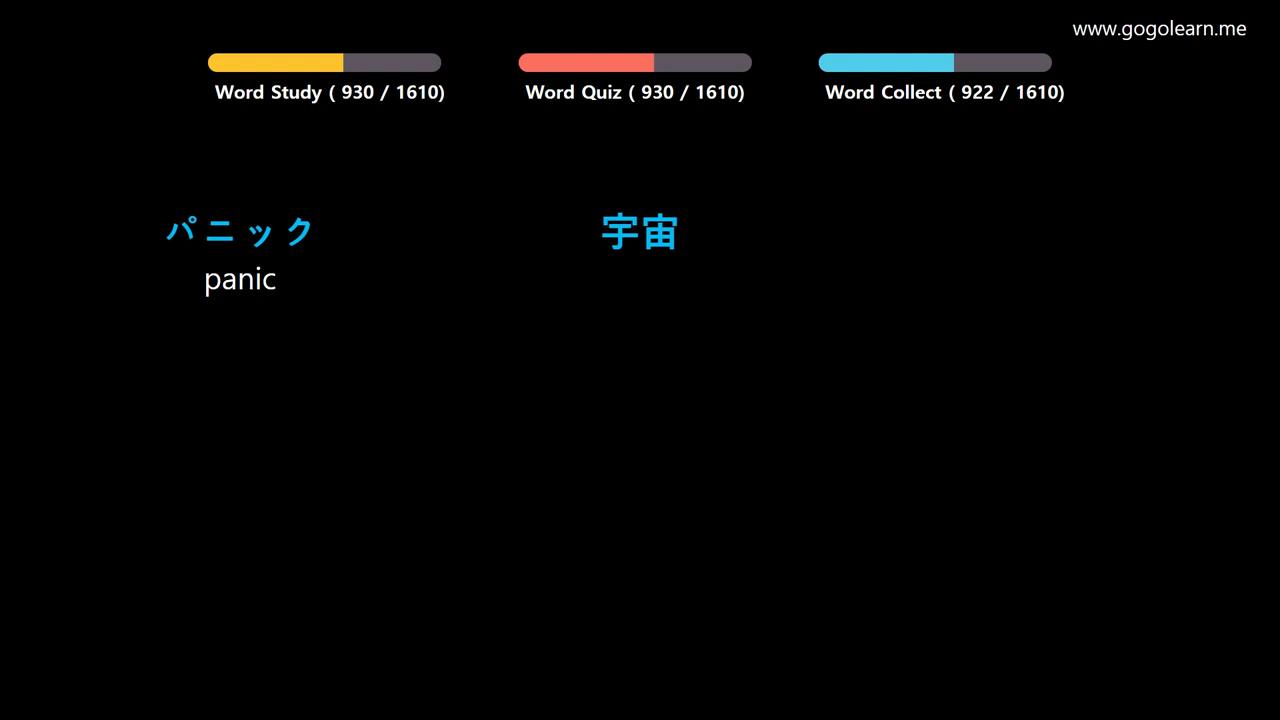 www.gogolearn.me
Word Study ( 930 / 1610)
Word Quiz ( 930 / 1610)
Word Collect ( 922 / 1610)
パニック
宇宙
panic